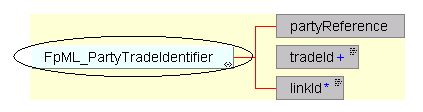 partyReference
FpML_PartyTradeIdentifier
tradeId +
linkId *